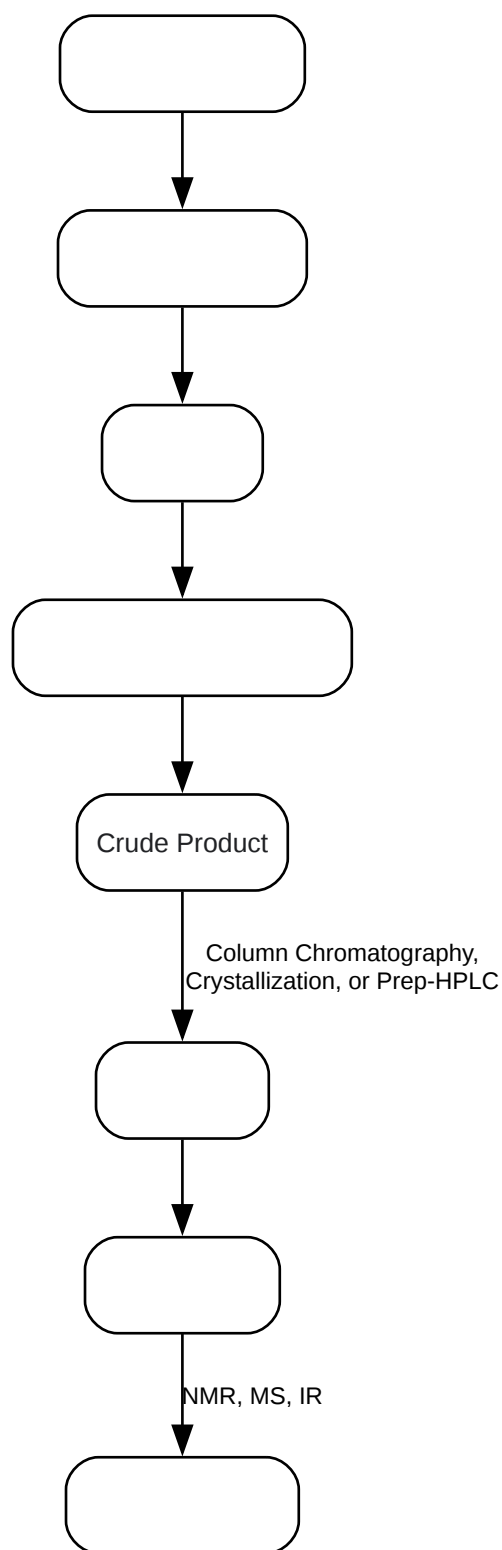 Crude Product
Column Chromatography,
Crystallization, or Prep-HPLC
NMR, MS, IR